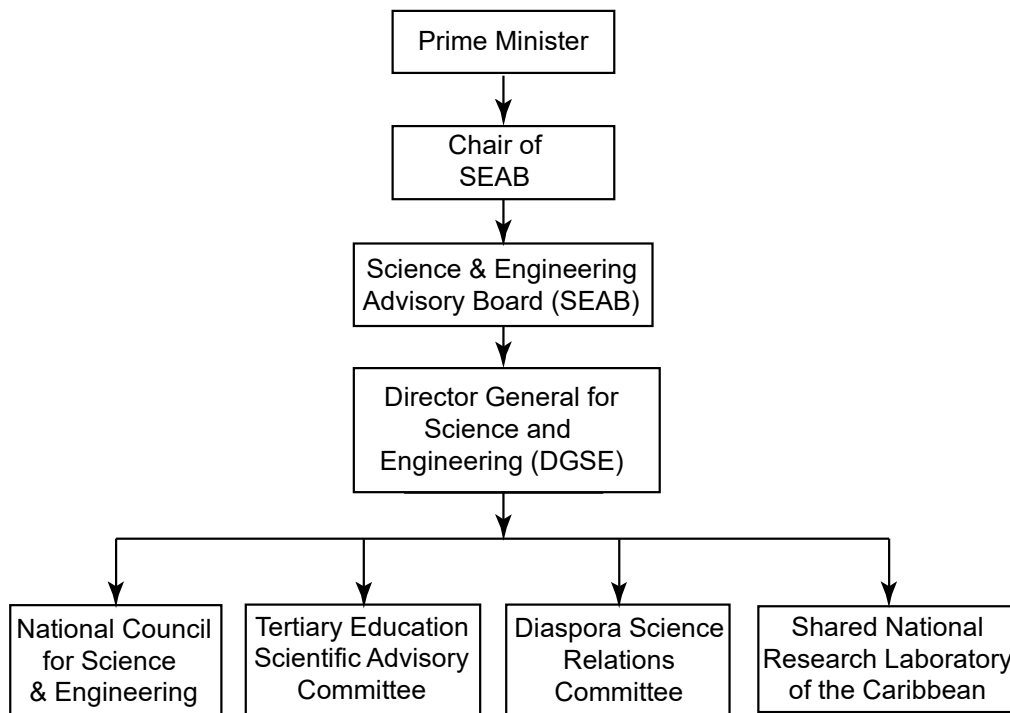 Prime Minister
Chair of
SEAB
Science & Engineering
Advisory Board (SEAB)
Director General for
Science and
Engineering (DGSE)
National Council
for Science
& Engineering
Tertiary Education
Scientific Advisory
Committee
Diaspora Science
Relations
Committee
Shared National
Research Laboratory
of the Caribbean